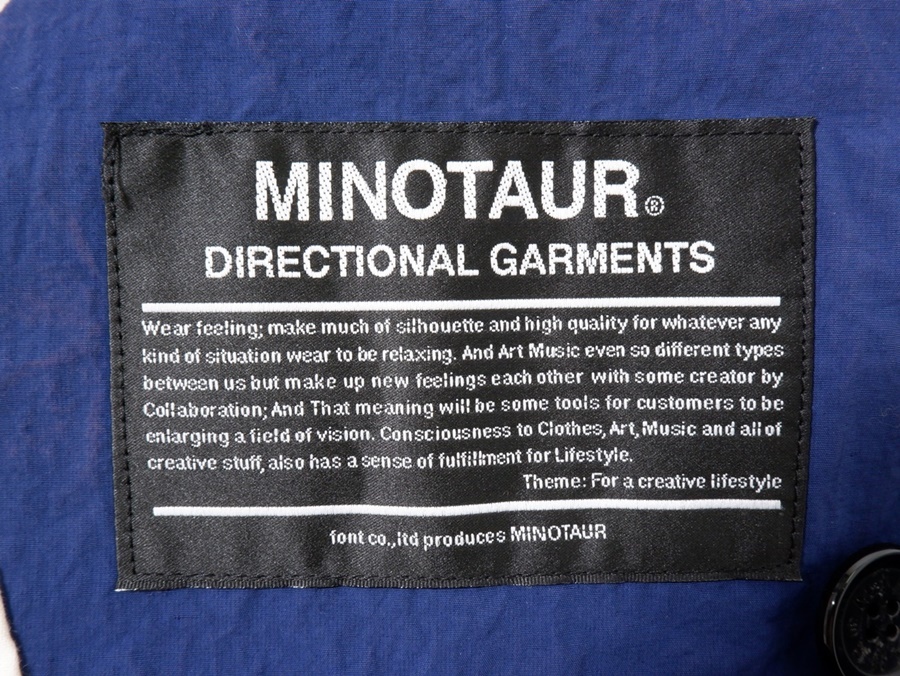 MINOTAUR®
DIRECTIONAL GARMENTS
Wear feeling; make much of silhouette and high quality for whatever any
kind of situation wear to be relaxing. And Art Music even so different types
between us but make up new feelings each other with some creator by
Collaboration; And That meaning will be some tools for customers to be
enlarging a field of vision. Consciousness to Clothes, Art, Music and all of
creative stuff, also has a sense of fulfillment for Lifestyle.
Theme: For a creative lifestyle
font co.,ltd produces MINOTAUR